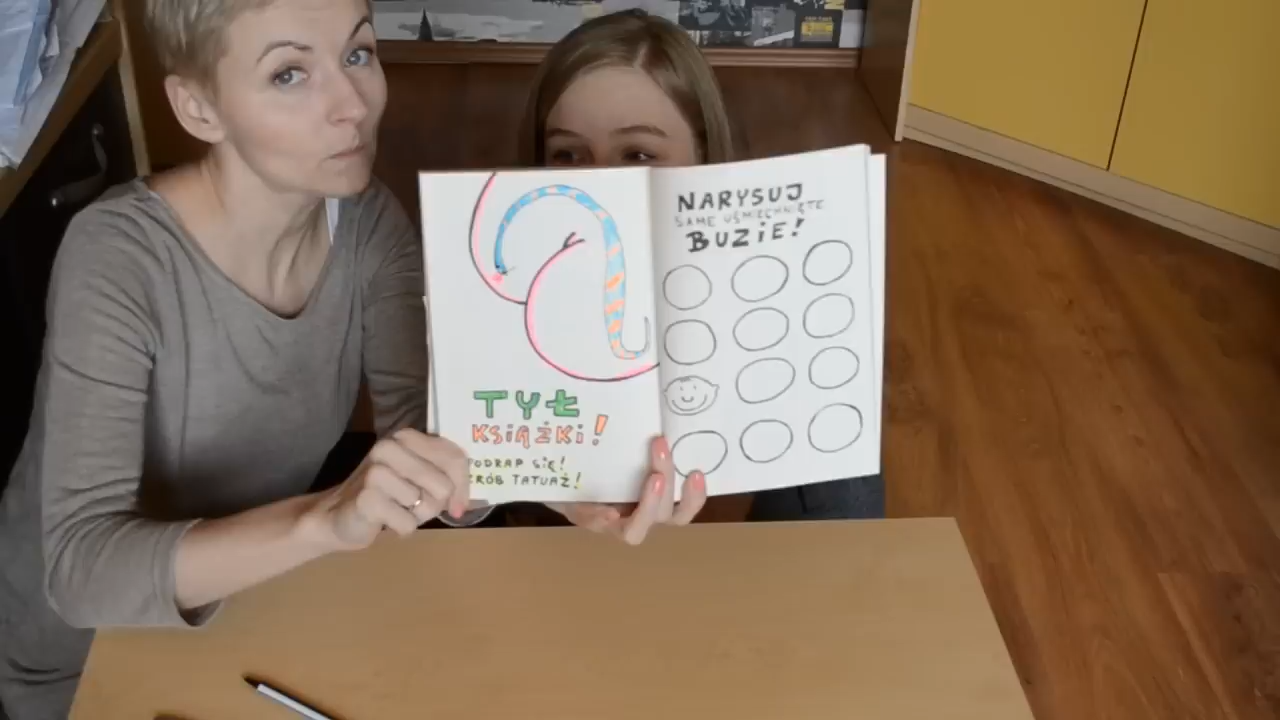 TYŁ
KSIĄŻKI!
PODRAP SIĘ!
ZRÓB TATUAŻ!
NARYSUJ
SAME UŚMIECHNIĘTE
BUZIE!